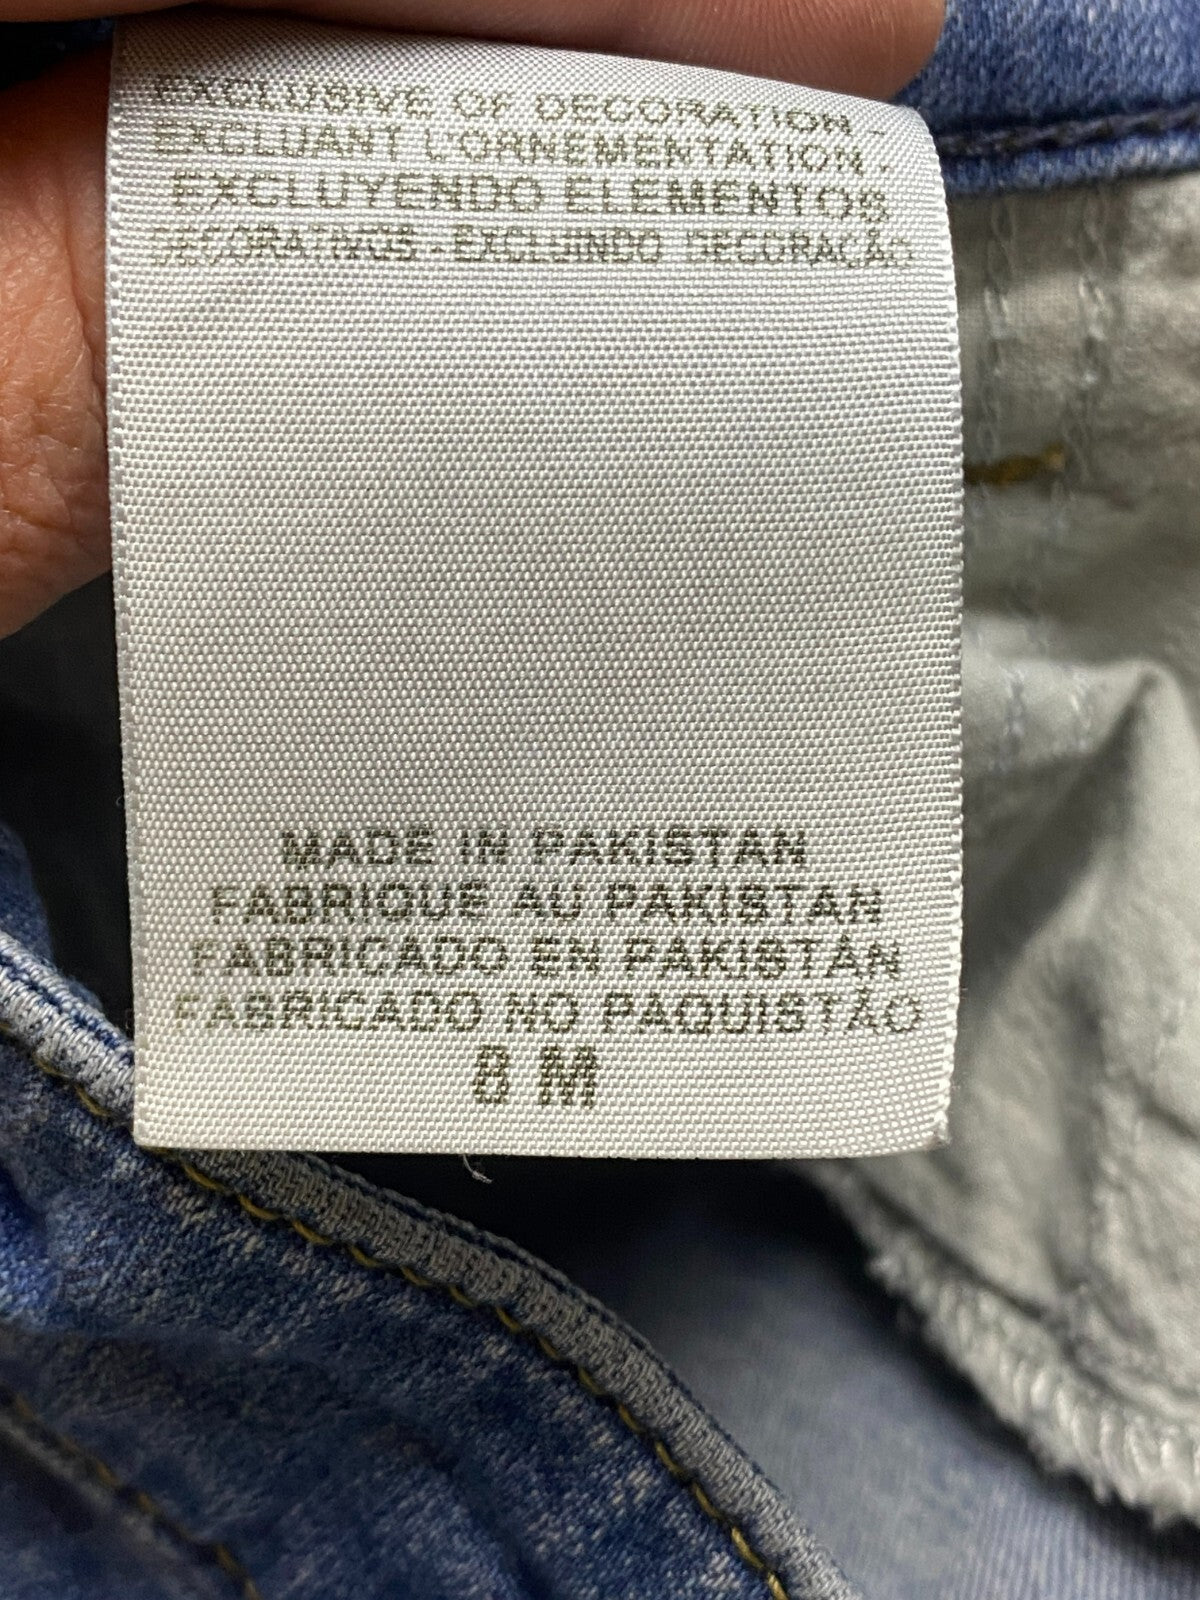 EXCLUSIVE OF DECORATION -
EXCLUANT L'ORNEMENTATION -
EXCLUYENDO ELEMENTOS
DECORATIVOS - EXCLUINDO DECORAÇÃO
MADE IN PAKISTAN
FABRIQUE AU PAKISTAN
FABRICADO EN PAKISTÁN
FABRICADO NO PAQUISTÃO
8 M